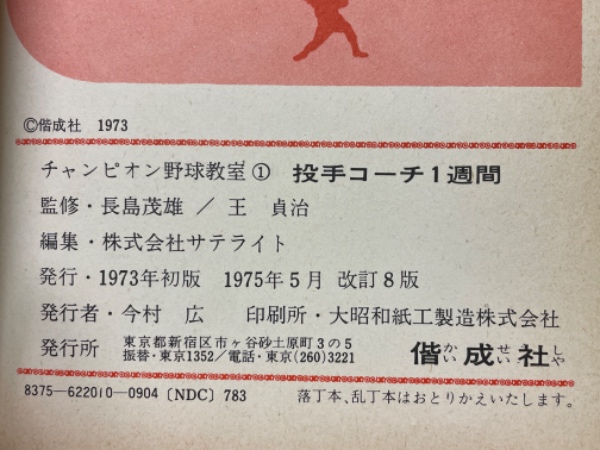 ©偕成社 1973
チャンピオン野球教室① 投手コーチ1週間
監修・長島茂雄 / 王 貞治
編集・株式会社サテライト
発行・1973年初版 1975年5月 改訂8版
発行者・今村 広 印刷所・大昭和紙工製造株式会社
発行所 東京都新宿区市ヶ谷砂土原町3の5
振替・東京1352/電話・東京(260)3221
偕かい成せい社しゃ
8375-622010-0904 〔NDC〕783 落丁本、乱丁本はおとりかえいたします。